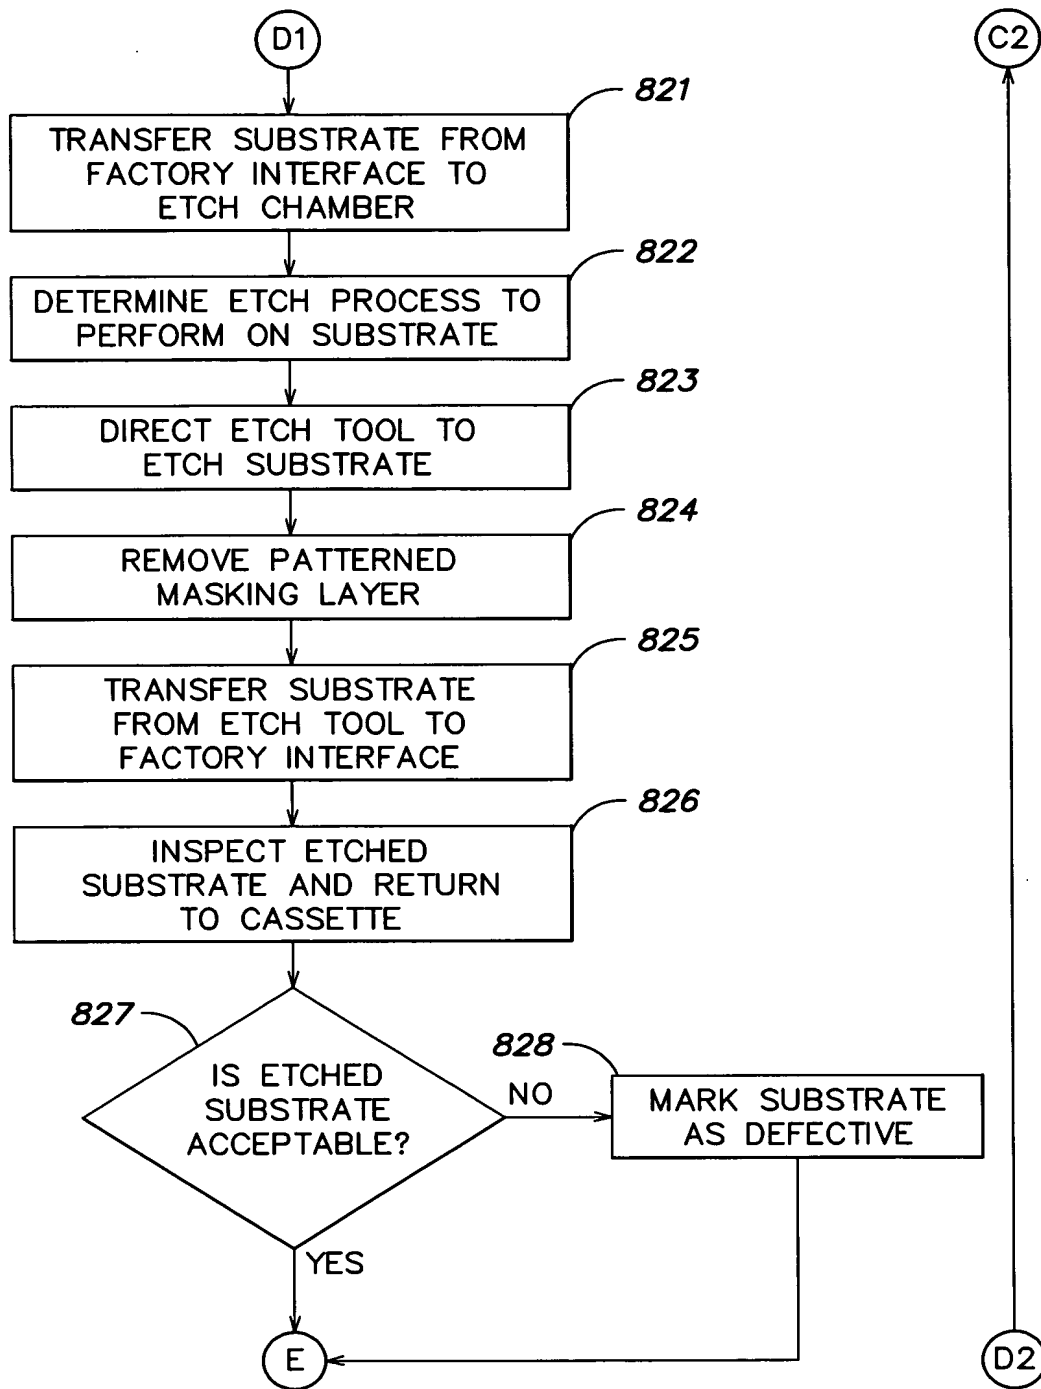 D1
C2
821
TRANSFER SUBSTRATE FROM
FACTORY INTERFACE TO
ETCH CHAMBER
822
DETERMINE ETCH PROCESS TO
PERFORM ON SUBSTRATE
823
DIRECT ETCH TOOL TO
ETCH SUBSTRATE
824
REMOVE PATTERNED
MASKING LAYER
825
TRANSFER SUBSTRATE
FROM ETCH TOOL TO
FACTORY INTERFACE
826
INSPECT ETCHED
SUBSTRATE AND RETURN
TO CASSETTE
827
IS ETCHED
SUBSTRATE
ACCEPTABLE?
NO
828
MARK SUBSTRATE
AS DEFECTIVE
YES
E
D2